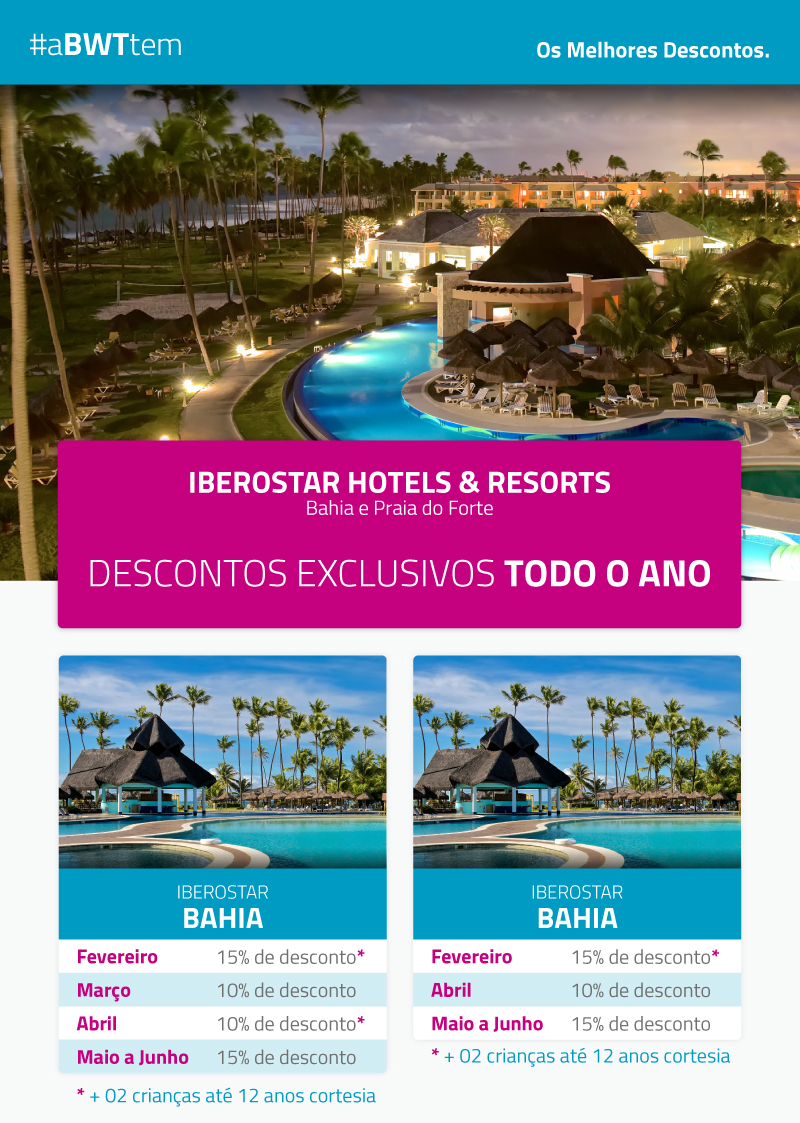 #aBWTtem
Os Melhores Descontos.
IBEROSTAR HOTELS & RESORTS
Bahia e Praia do Forte
DESCONTOS EXCLUSIVOS TODO O ANO
IBEROSTAR
BAHIA
Fevereiro 15% de desconto*
Março 10% de desconto
Abril 10% de desconto*
Maio a Junho 15% de desconto
* + 02 crianças até 12 anos cortesia
IBEROSTAR
BAHIA
Fevereiro 15% de desconto*
Abril 10% de desconto
Maio a Junho 15% de desconto
* + 02 crianças até 12 anos cortesia